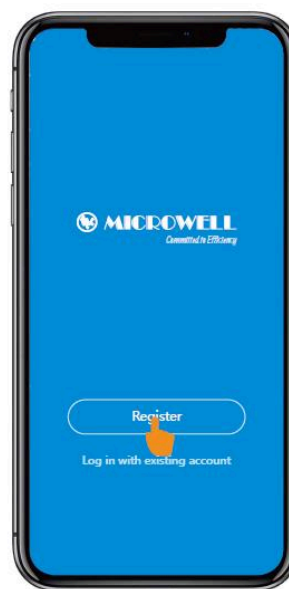 MICROWELL
Committed to Efficiency
Register
Log in with existing account